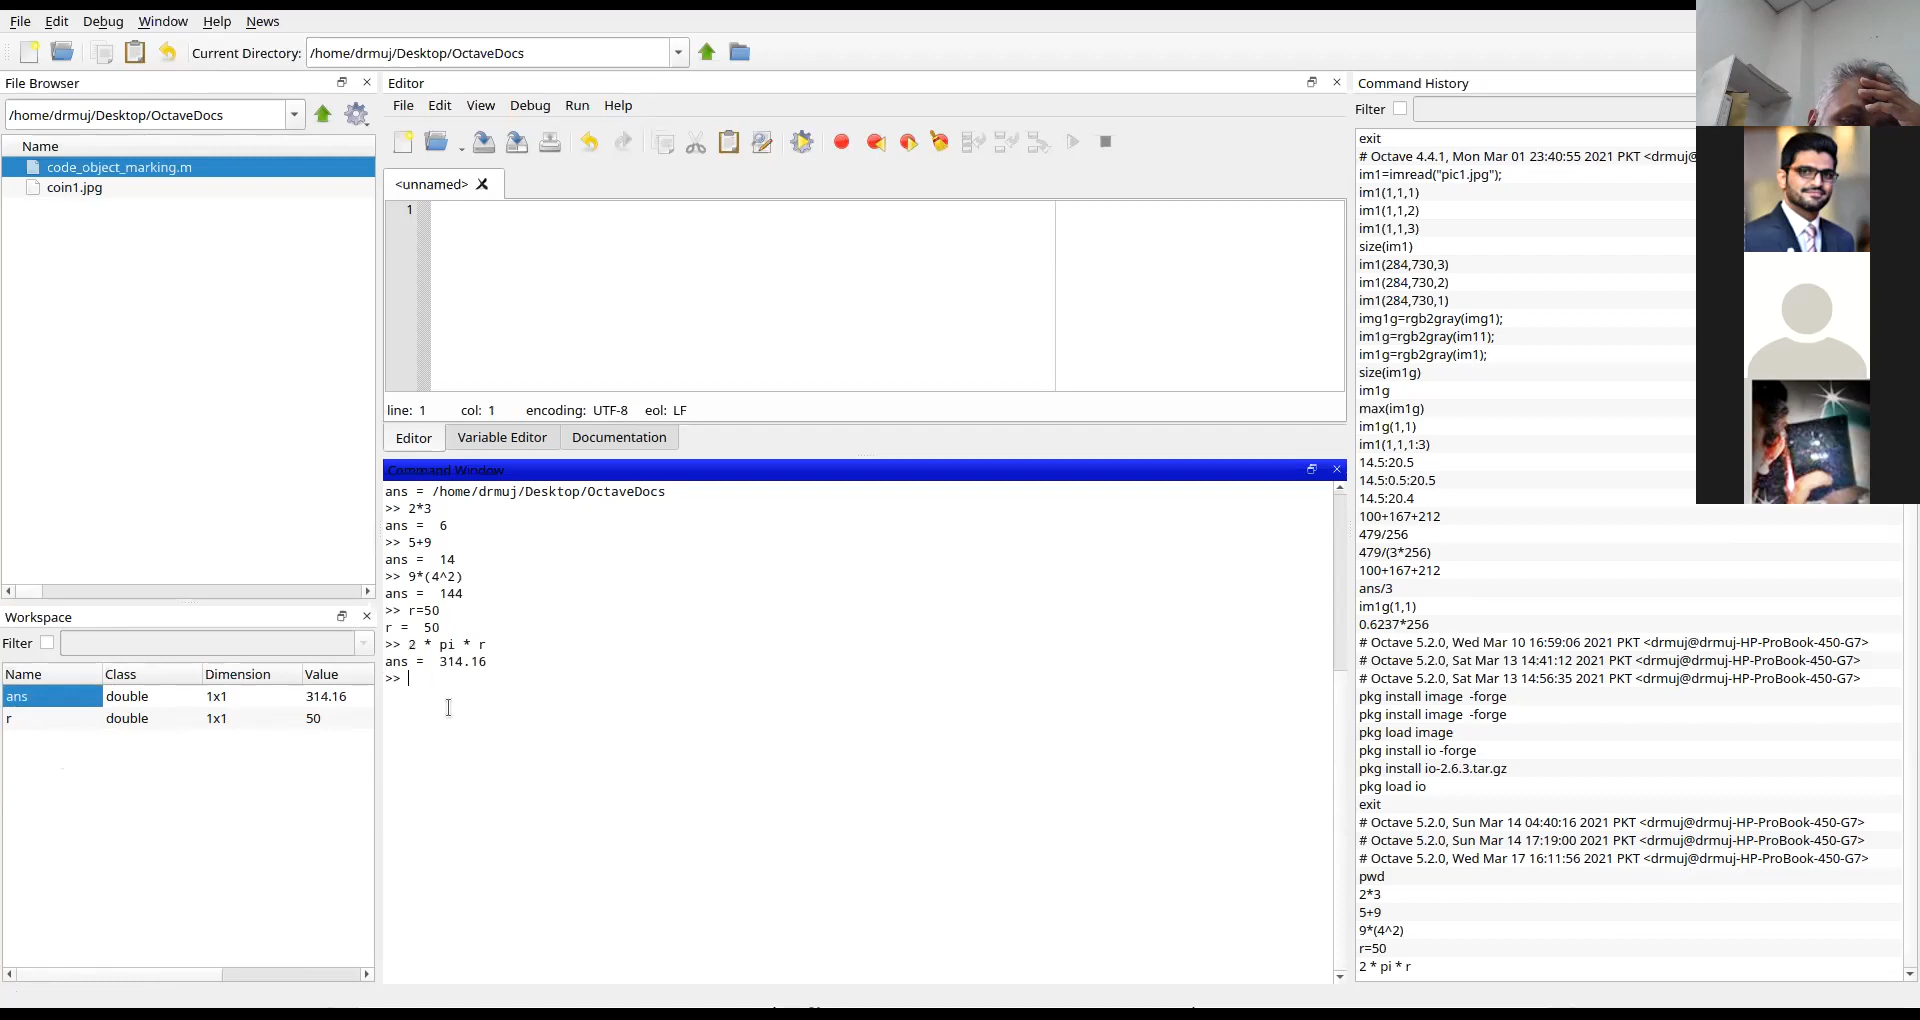 File Edit Debug Window Help News
Current Directory: /home/drmuj/Desktop/OctaveDocs
File Browser
/home/drmuj/Desktop/OctaveDocs
Name
code_object_marking.m
coin1.jpg
Workspace
Filter
Name Class Dimension Value
ans double 1x1 314.16
r double 1x1 50
Editor
File Edit View Debug Run Help
<unnamed>
1
line: 1 col: 1 encoding: UTF-8 eol: LF
Editor Variable Editor Documentation
Command Window
ans = /home/drmuj/Desktop/OctaveDocs
>> 2*3
ans = 6
>> 5+9
ans = 14
>> 9*(4^2)
ans = 144
>> r=50
r = 50
>> 2 * pi * r
ans = 314.16
>>
Command History
Filter
exit
# Octave 4.4.1, Mon Mar 01 23:40:55 2021 PKT <drmuj@
im1=imread("pic1.jpg");
im1(1,1,1)
im1(1,1,2)
im1(1,1,3)
size(im1)
im1(284,730,3)
im1(284,730,2)
im1(284,730,1)
img1g=rgb2gray(img1);
im1g=rgb2gray(im11);
im1g=rgb2gray(im1);
size(im1g)
im1g
max(im1g)
im1g(1,1)
im1(1,1,1:3)
14.5:20.5
14.5:0.5:20.5
14.5:20.4
100+167+212
479/256
479/(3*256)
100+167+212
ans/3
im1g(1,1)
0.6237*256
# Octave 5.2.0, Wed Mar 10 16:59:06 2021 PKT <drmuj@drmuj-HP-ProBook-450-G7>
# Octave 5.2.0, Sat Mar 13 14:41:12 2021 PKT <drmuj@drmuj-HP-ProBook-450-G7>
# Octave 5.2.0, Sat Mar 13 14:56:35 2021 PKT <drmuj@drmuj-HP-ProBook-450-G7>
pkg install image -forge
pkg install image -forge
pkg load image
pkg install io -forge
pkg install io-2.6.3.tar.gz
pkg load io
exit
# Octave 5.2.0, Sun Mar 14 04:40:16 2021 PKT <drmuj@drmuj-HP-ProBook-450-G7>
# Octave 5.2.0, Sun Mar 14 17:19:00 2021 PKT <drmuj@drmuj-HP-ProBook-450-G7>
# Octave 5.2.0, Wed Mar 17 16:11:56 2021 PKT <drmuj@drmuj-HP-ProBook-450-G7>
pwd
2*3
5+9
9*(4^2)
r=50
2 * pi * r